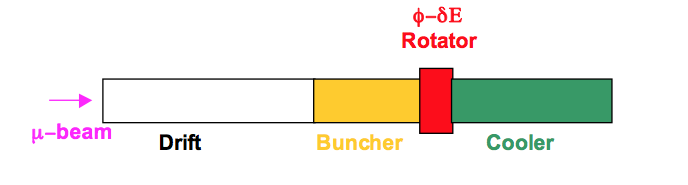 ϕ–δE
Rotator
μ–beam
Drift
Buncher
Cooler